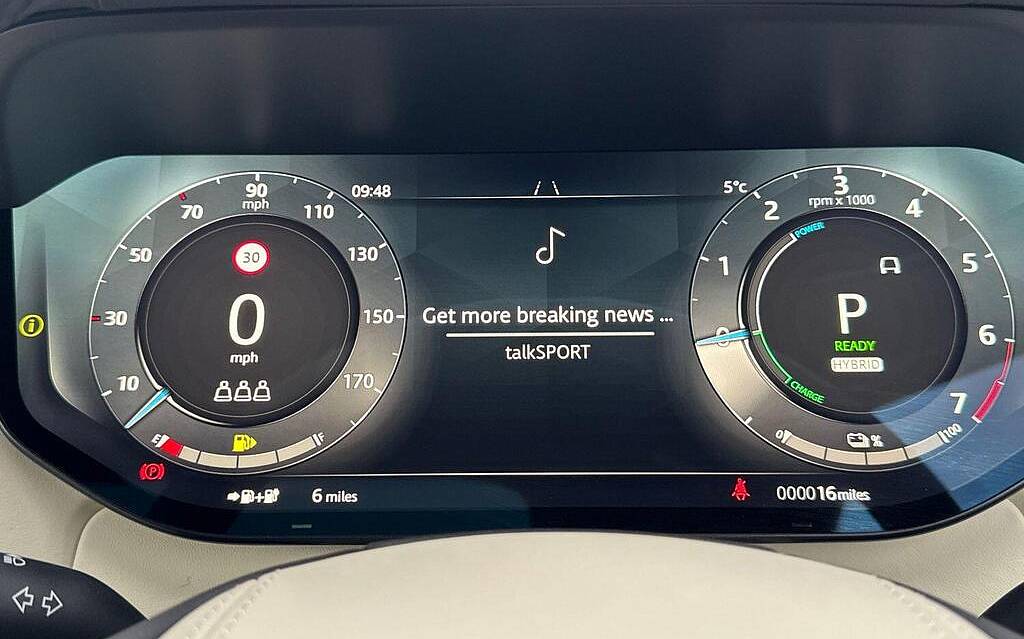 09:48
5°c
90
mph
70
110
50
130
30
150
10
170
30
0
mph
E
F
6 miles
Get more breaking news ...
talkSPORT
3
rpm x 1000
2
4
1
5
0
6
7
POWER
P
READY
HYBRID
CHARGE
0
%
100
P
i
000016miles